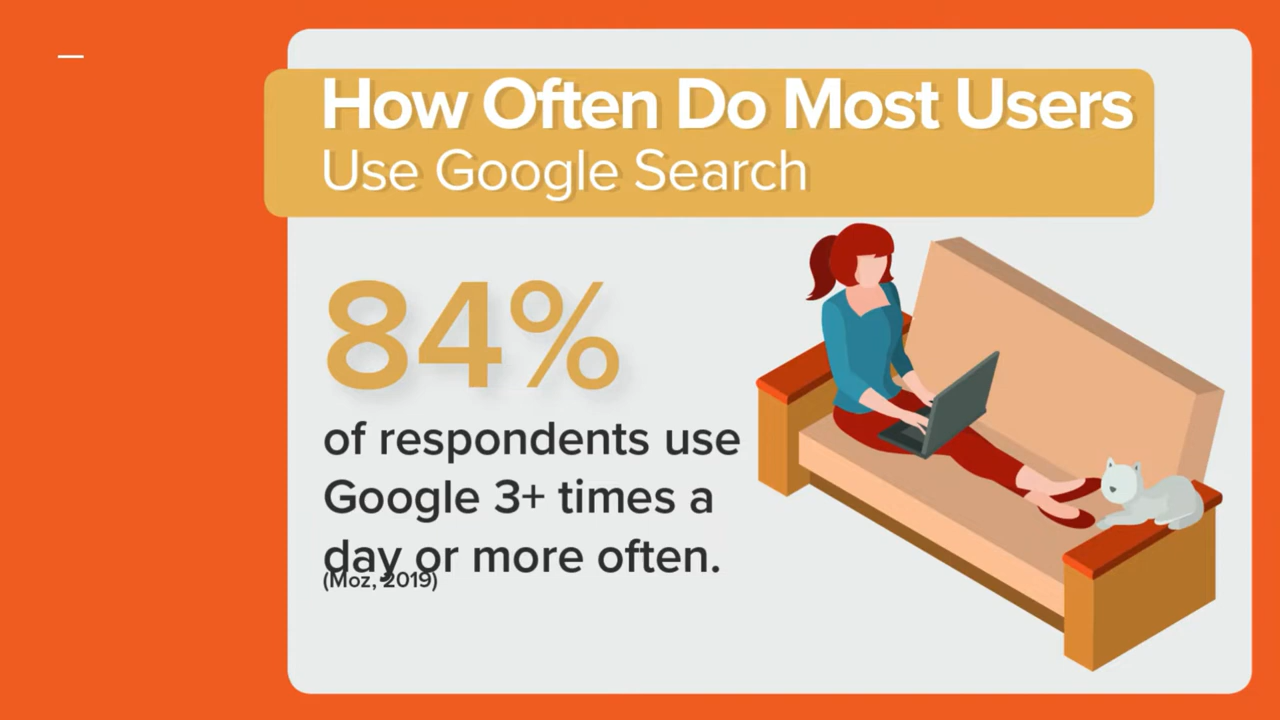 How Often Do Most Users
Use Google Search
84%
of respondents use
Google 3+ times a
day or more often.
(Moz, 2019)